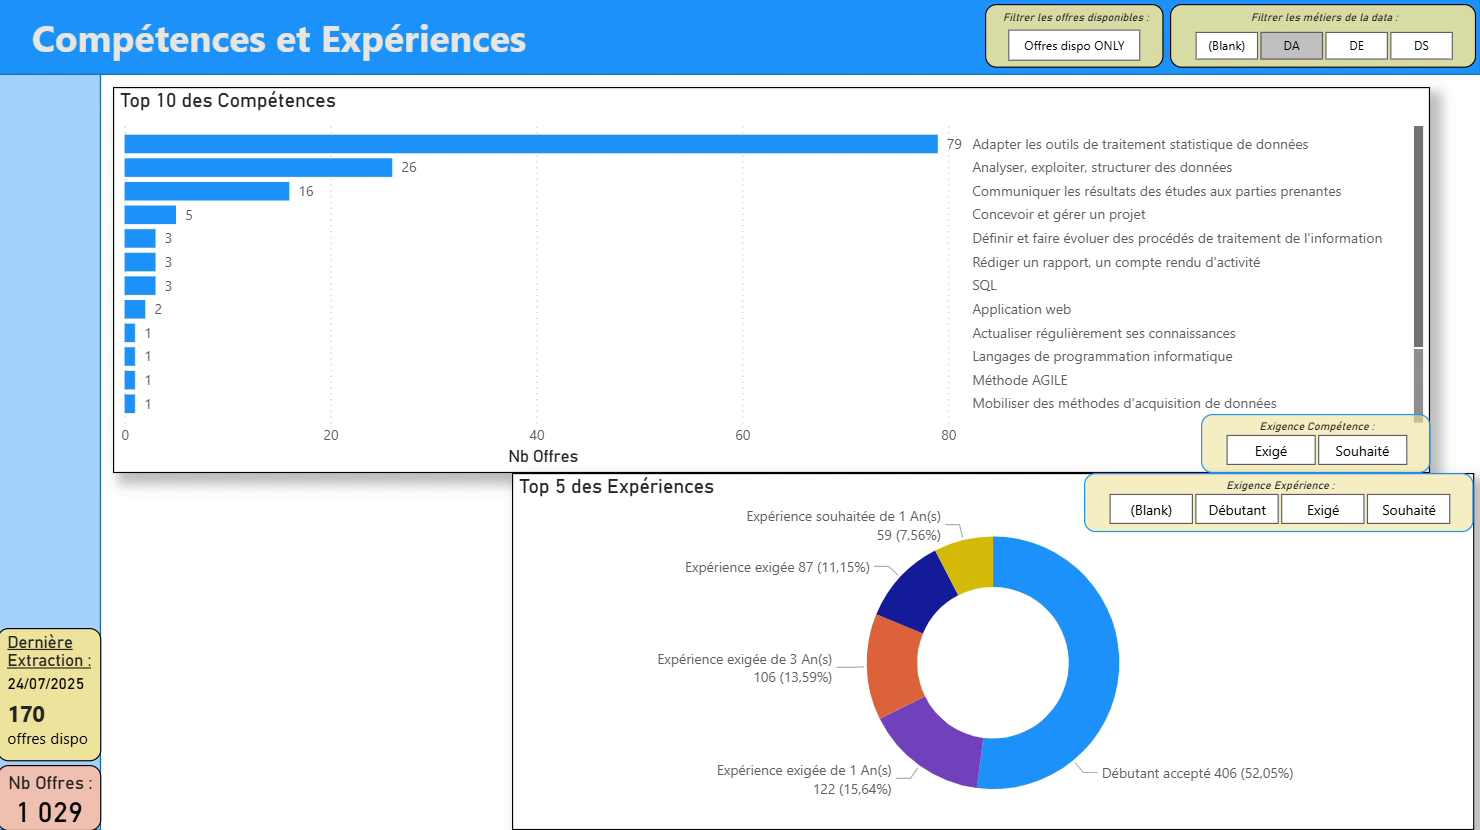 Compétences et Expériences
Filtrer les offres disponibles :
Offres dispo ONLY
Filtrer les métiers de la data :
(Blank)
DA
DE
DS
Top 10 des Compétences
79 Adapter les outils de traitement statistique de données
26 Analyser, exploiter, structurer des données
16 Communiquer les résultats des études aux parties prenantes
5 Concevoir et gérer un projet
3 Définir et faire évoluer des procédés de traitement de l'information
3 Rédiger un rapport, un compte rendu d'activité
3 SQL
2 Application web
1 Actualiser régulièrement ses connaissances
1 Langages de programmation informatique
1 Méthode AGILE
1 Mobiliser des méthodes d'acquisition de données
0 20 40 60 80
Nb Offres
Exigence Compétence :
Exigé
Souhaité
Top 5 des Expériences
Exigence Expérience :
(Blank)
Débutant
Exigé
Souhaité
Expérience souhaitée de 1 An(s)
59 (7,56%)
Expérience exigée 87 (11,15%)
Expérience exigée de 3 An(s)
106 (13,59%)
Expérience exigée de 1 An(s)
122 (15,64%)
Débutant accepté 406 (52,05%)
Dernière
Extraction :
24/07/2025
170
offres dispo
Nb Offres :
1 029